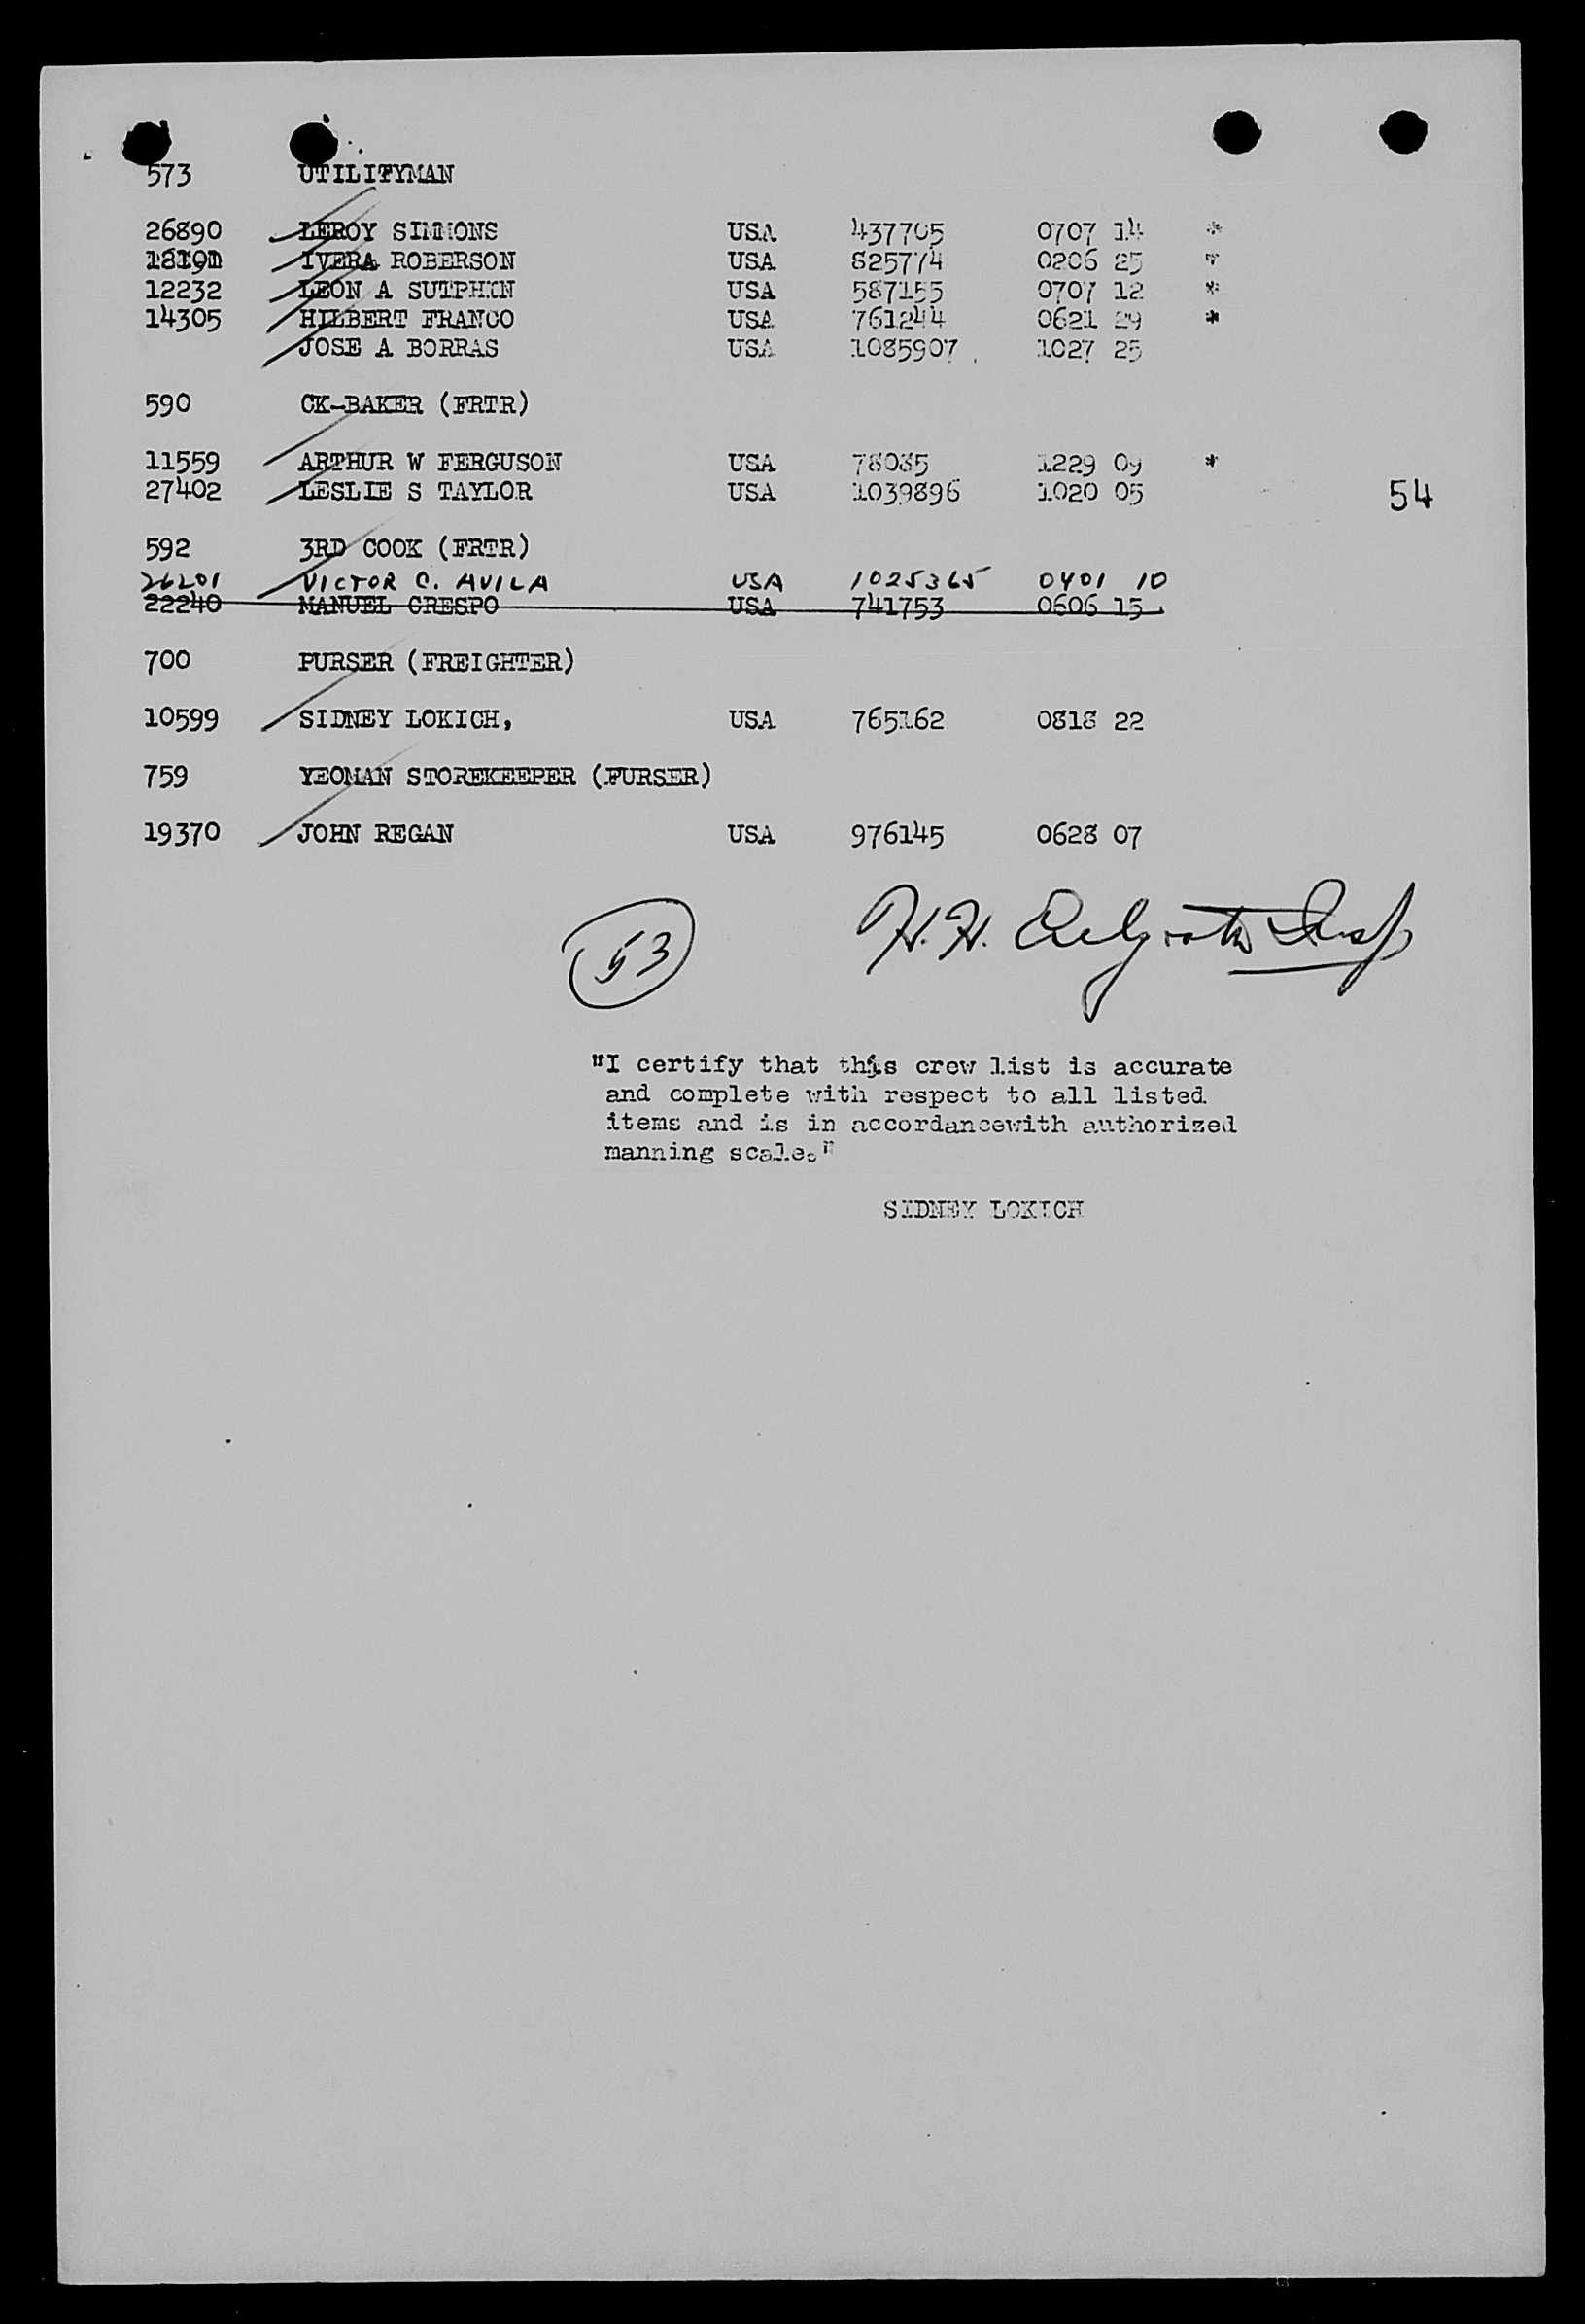 573 UTILITYMAN
26890 LEROY SIMMONS USA 437705 0707 14 *
IVERA ROBERSON USA 825774 0206 25 *
12232 LEON A SUTPHIN USA 587155 0707 12 *
14305 HILBERT FRANCO USA 761244 0621 29 *
JOSE A BORRAS USA 1085907 1027 25
590 CK-BAKER (FRTR)
11559 ARTHUR W FERGUSON USA 78035 1229 09 *
27402 LESLIE S TAYLOR USA 1039896 1020 05
54
592 3RD COOK (FRTR)
26201 VICTOR C. AVILA USA 1025365 0401 10
22240 MANUEL CRESPO USA 741753 0606 15
700 PURSER (FREIGHTER)
10599 SIDNEY LOKICH, USA 765162 0818 22
759 YEOMAN STOREKEEPER (PURSER)
19370 JOHN REGAN USA 976145 0628 07
53
H.H.
"I certify that this crew list is accurate
and complete with respect to all listed
items and is in accordancewith authorized
manning scale."
SIDNEY LOKICH